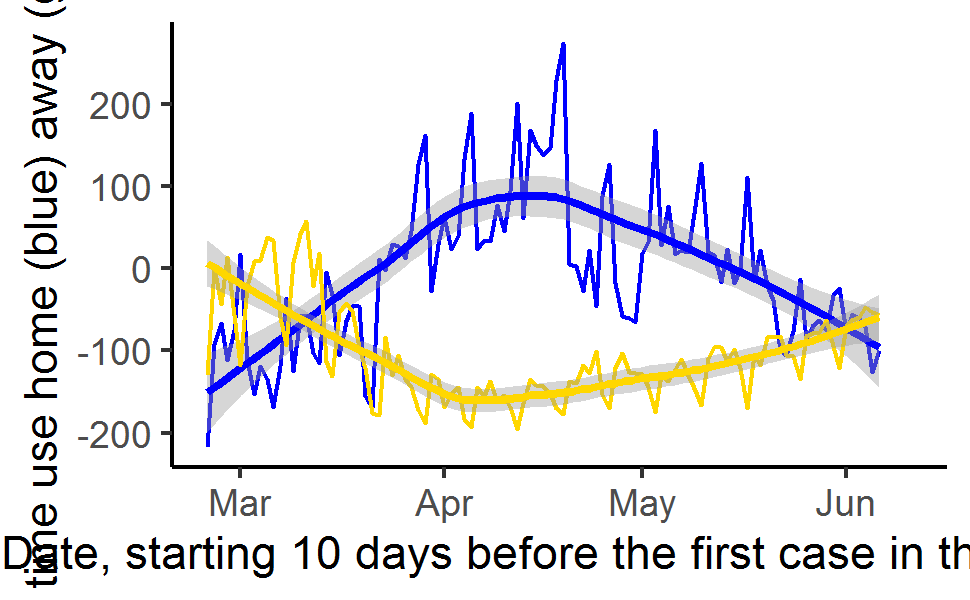 time use home (blue) away (
200
100
0
-100
-200
Mar Apr May Jun
Date, starting 10 days before the first case in th